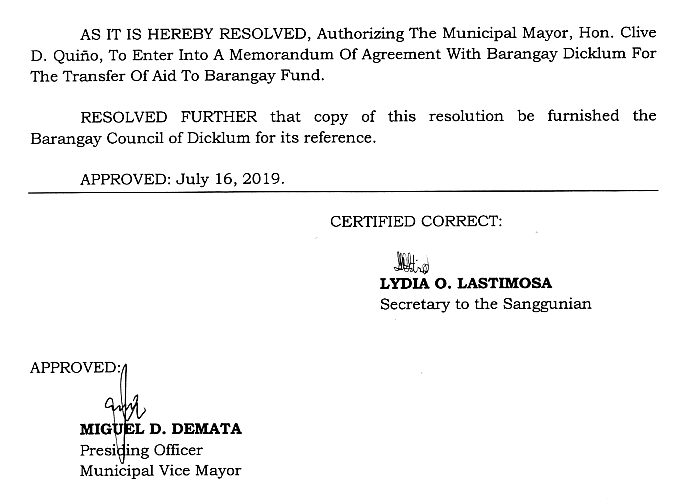 AS IT IS HEREBY RESOLVED, Authorizing The Municipal Mayor, Hon. Clive
D. Quiño, To Enter Into A Memorandum Of Agreement With Barangay Dicklum For
The Transfer Of Aid To Barangay Fund.
RESOLVED FURTHER that copy of this resolution be furnished the
Barangay Council of Dicklum for its reference.
APPROVED: July 16, 2019.
CERTIFIED CORRECT:
LYDIA O. LASTIMOSA
Secretary to the Sanggunian
APPROVED:
MIGUEL D. DEMATA
Presiding Officer
Municipal Vice Mayor